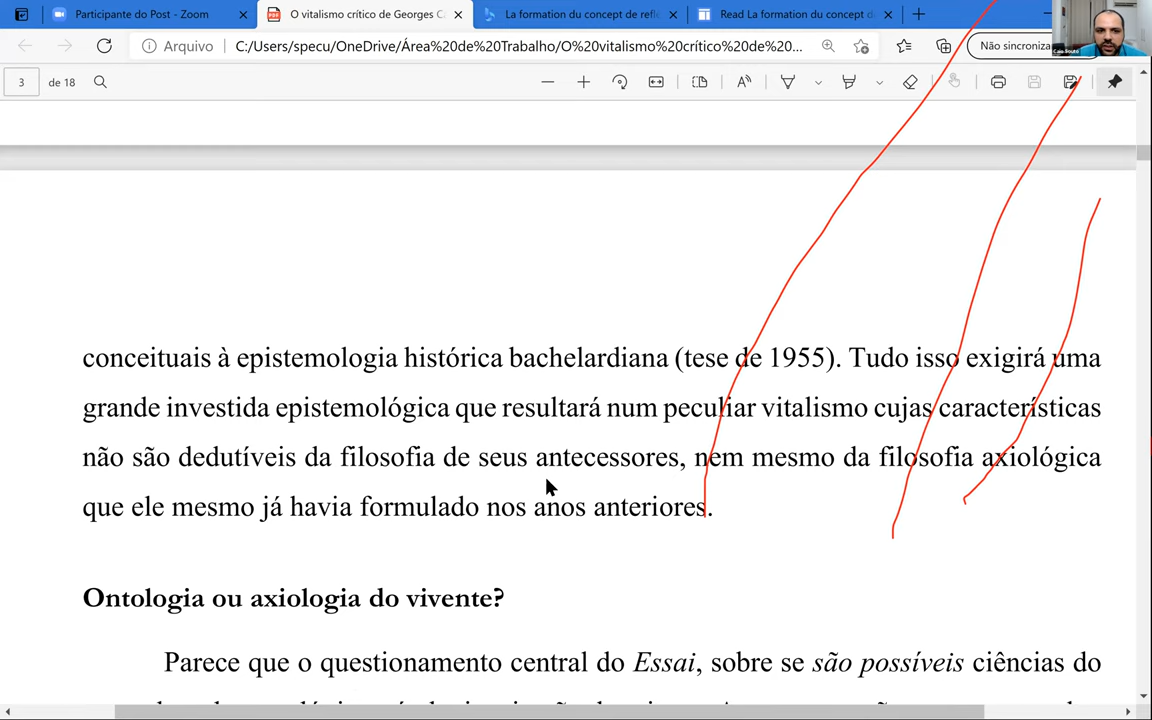 Participante do Post - Zoom
O vitalismo crítico de Georges C
La formation du concept de refle
Read La formation du concept d
Arquivo
C:/Users/specu/OneDrive/Área%20de%20Trabalho/O%20vitalismo%20crítico%20de%20...
Não sincroniza
Caio Souto
3 de 18
conceituais à epistemologia histórica bachelardiana (tese de 1955). Tudo isso exigirá uma
grande investida epistemológica que resultará num peculiar vitalismo cujas características
não são dedutíveis da filosofia de seus antecessores, nem mesmo da filosofia axiológica
que ele mesmo já havia formulado nos anos anteriores.
Ontologia ou axiologia do vivente?
Parece que o questionamento central do Essai, sobre se são possíveis ciências do